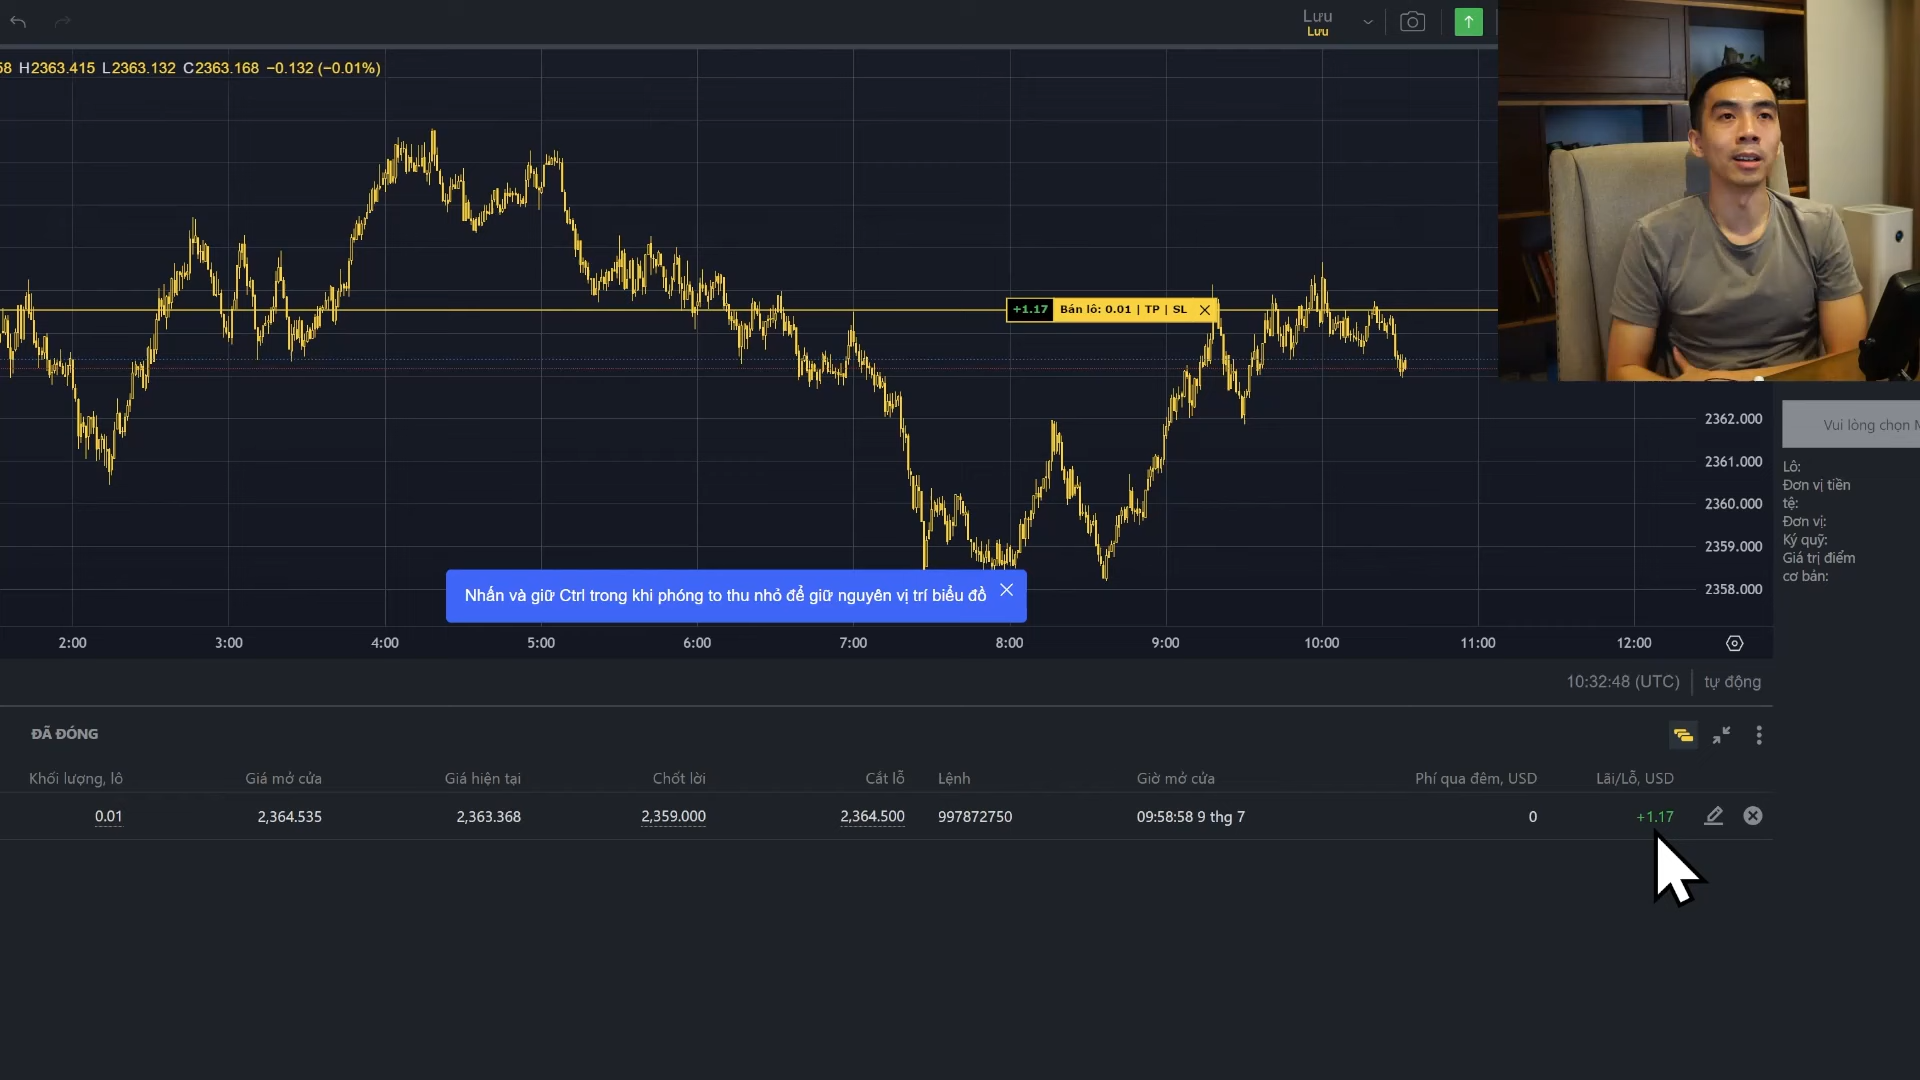 Lưu
Lưu
58 H2363.415 L2363.132 C2363.168 −0.132 (−0.01%)
+1.17 Bán lô: 0.01 | TP | SL
2362.000
2361.000
2360.000
2359.000
2358.000
Vui lòng chọn
Lô:
Đơn vị tiền
tệ:
Đơn vị:
Ký quỹ:
Giá trị điểm
cơ bản:
Nhấn và giữ Ctrl trong khi phóng to thu nhỏ để giữ nguyên vị trí biểu đồ
2:00 3:00 4:00 5:00 6:00 7:00 8:00 9:00 10:00 11:00 12:00
10:32:48 (UTC) tự động
ĐÃ ĐÓNG
Khối lượng, lô Giá mở cửa Giá hiện tại Chốt lời Cắt lỗ Lệnh Giờ mở cửa Phí qua đêm, USD Lãi/Lỗ, USD
0.01 2,364.535 2,363.368 2,359.000 2,364.500 997872750 09:58:58 9 thg 7 0 +1.17